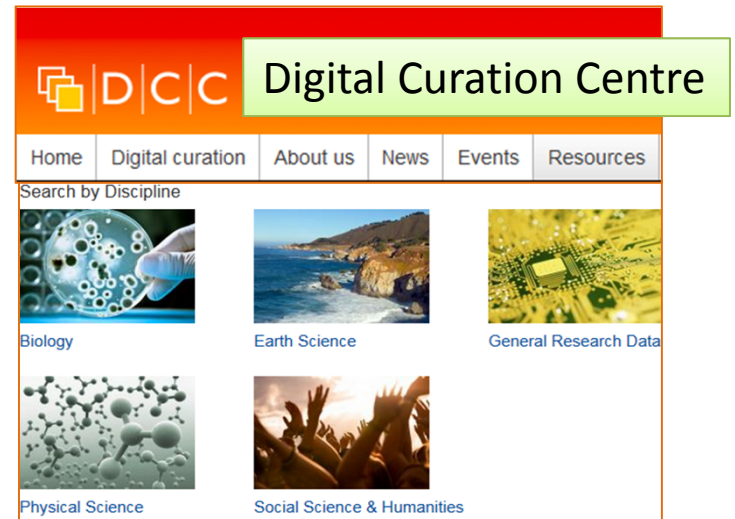 D|C|C
Digital Curation Centre
Home Digital curation About us News Events Resources
Search by Discipline
Biology Earth Science General Research Data
Physical Science Social Science & Humanities